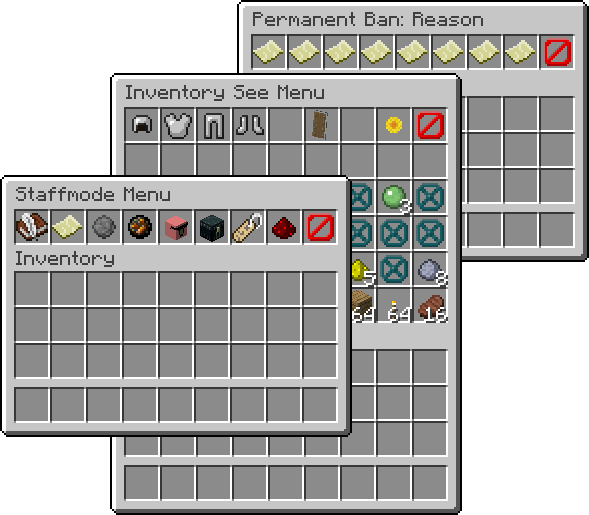 Permanent Ban: Reason
Inventory See Menu
3
5
8
64
64
16
Staffmode Menu
Inventory